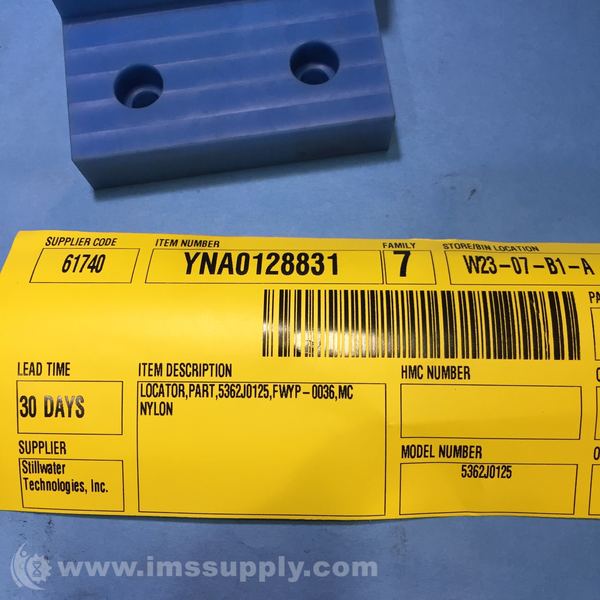 SUPPLIER CODE
61740
ITEM NUMBER
YNA0128831
FAMILY
7
STORE/BIN LOCATION
W23-07-B1-A
PA
LEAD TIME
30 DAYS
ITEM DESCRIPTION
LOCATOR,PART,5362J0125,FWYP-0036,MC
NYLON
HMC NUMBER
SUPPLIER
Stillwater
Technologies, Inc.
MODEL NUMBER
5362J0125
www.imssupply.com